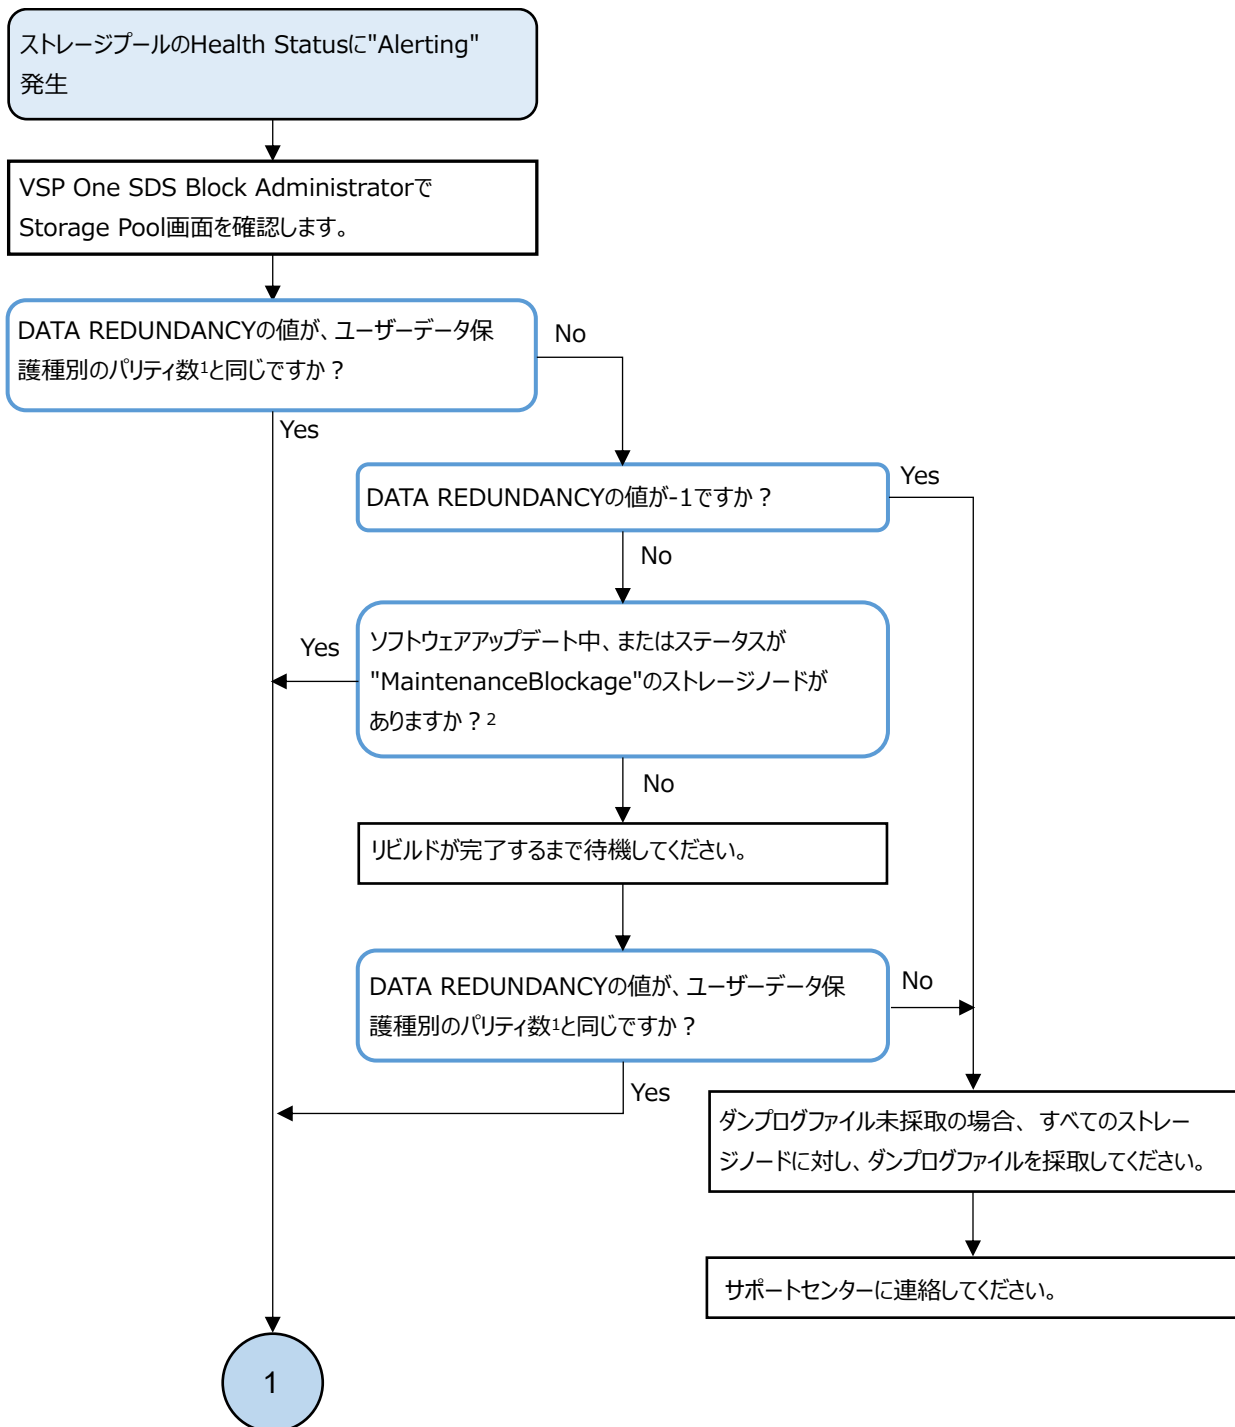 ストレージプールのHealth Statusに"Alerting"
発生
VSP One SDS Block Administratorで
Storage Pool画面を確認します。
DATA REDUNDANCYの値が、ユーザーデータ保
護種別のパリティ数1と同じですか？
No
Yes
DATA REDUNDANCYの値が-1ですか？
Yes
No
ソフトウェアアップデート中、またはステータスが
"MaintenanceBlockage"のストレージノードが
ありますか？2
Yes
No
リビルドが完了するまで待機してください。
DATA REDUNDANCYの値が、ユーザーデータ保
護種別のパリティ数1と同じですか？
No
Yes
ダンプログファイル未採取の場合、すべてのストレー
ジノードに対し、ダンプログファイルを採取してください。
サポートセンターに連絡してください。
1